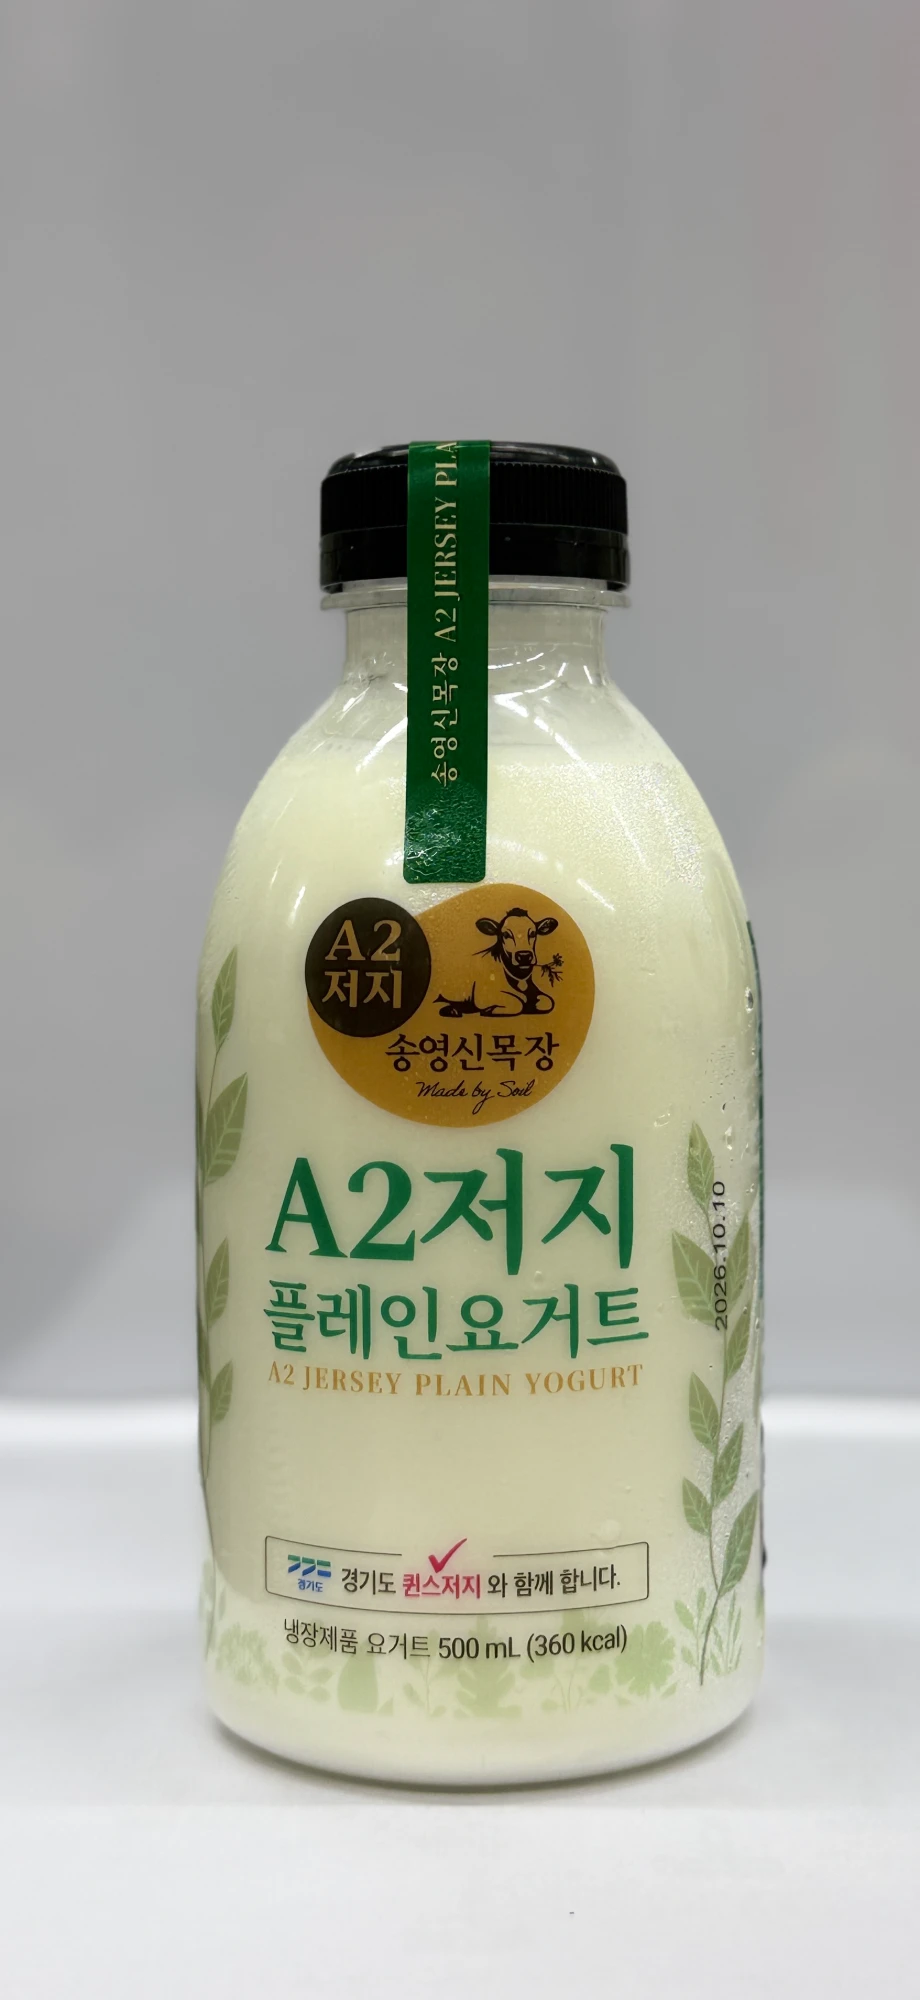 송영신목장 A2 JERSEY PLA
A2
저지
송영신목장
Made by Soil
A2저지
플레인요거트
A2 JERSEY PLAIN YOGURT
2026.10.10
경기도
경기도 퀸스저지 와 함께 합니다.
냉장제품 요거트 500 mL (360 kcal)